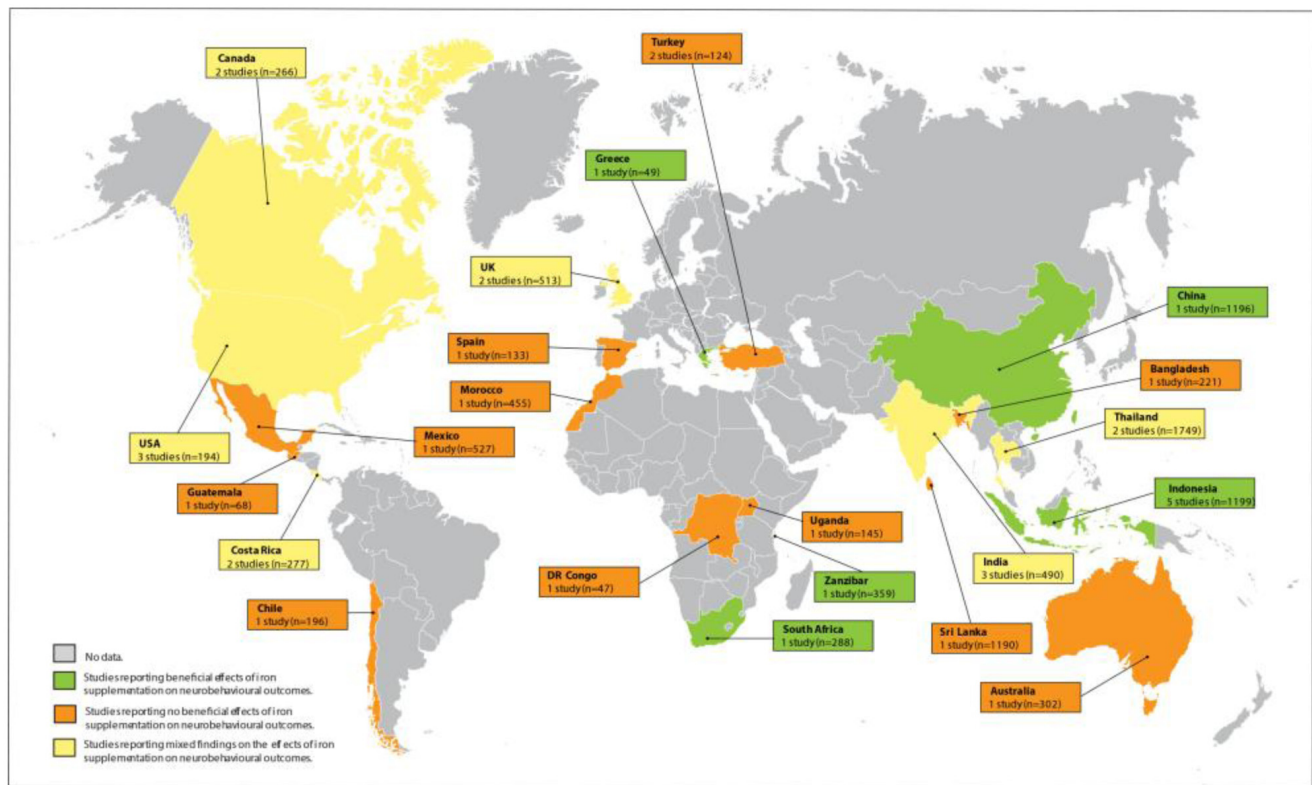 Canada
2 studies (n=266)
Turkey
2 studies (n=124)
Greece
1 study (n=49)
UK
2 studies (n=513)
China
1 study (n=1196)
Spain
1 study (n=133)
Bangladesh
1 study (n=221)
Morocco
1 study (n=455)
Thailand
2 studies (n=1749)
USA
3 studies (n=194)
Mexico
1 study (n=527)
Guatemala
1 study (n=68)
Indonesia
5 studies (n=1199)
Uganda
1 study (n=145)
Costa Rica
2 studies (n=277)
India
3 studies (n=490)
DR Congo
1 study (n=47)
Zanzibar
1 study (n=359)
Chile
1 study (n=196)
South Africa
1 study (n=288)
Sri Lanka
1 study (n=1190)
Australia
1 study (n=302)
No data.
Studies reporting beneficial effects of iron
supplementation on neurobehavioural outcomes.
Studies reporting no beneficial effects of iron
supplementation on neurobehavioural outcomes.
Studies reporting mixed findings on the effects of iron
supplementation on neurobehavioural outcomes.